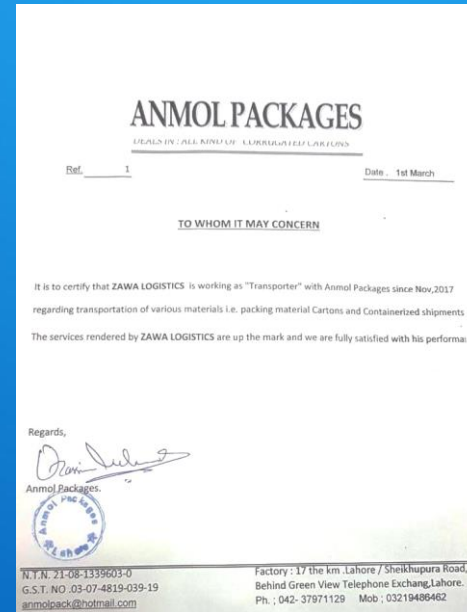 ANMOL PACKAGES
DEALS IN : ALL KIND OF CORRUGATED CARTONS
Ref. 1
Date . 1st March
TO WHOM IT MAY CONCERN
It is to certify that ZAWA LOGISTICS is working as "Transporter" with Anmol Packages since Nov,2017
regarding transportation of various materials i.e. packing material Cartons and Containerized shipments
The services rendered by ZAWA LOGISTICS are up the mark and we are fully satisfied with his performa
Regards,
Anmol Packages.
Anmol Packages
Lahore
N.T.N. 21-08-1339603-0
G.S.T. NO .03-07-4819-039-19
anmolpack@hotmail.com
Factory : 17 the km .Lahore / Sheikhupura Road,
Behind Green View Telephone Exchang,Lahore.
Ph. ; 042- 37971129 Mob ; 03219486462